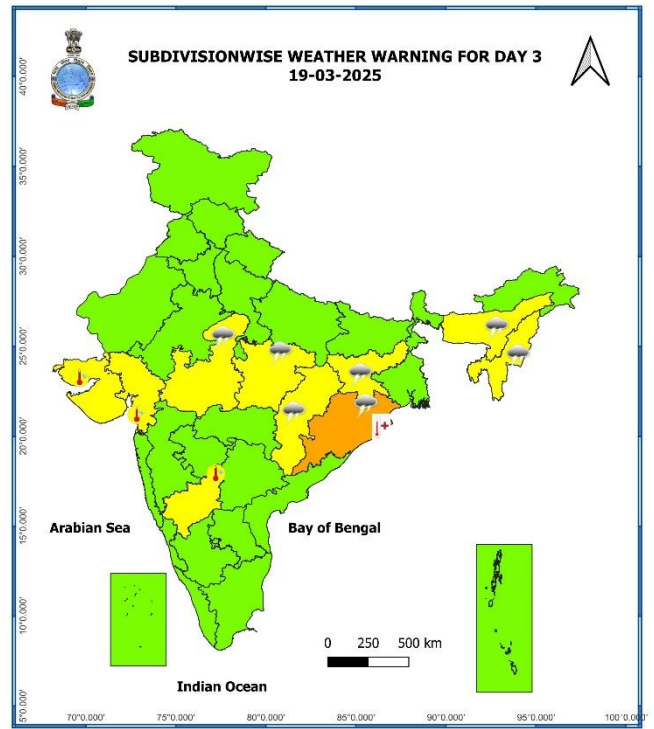 SUBDIVISIONWISE WEATHER WARNING FOR DAY 3
19-03-2025
40°0.000'
35°0.000'
30°0.000'
25°0.000'
20°0.000'
15°0.000'
10°0.000'
5°0.000'
Arabian Sea
Bay of Bengal
0 250 500 km
Indian Ocean
70°0.000' 75°0.000' 80°0.000' 85°0.000' 90°0.000' 95°0.000' 100°0.000'